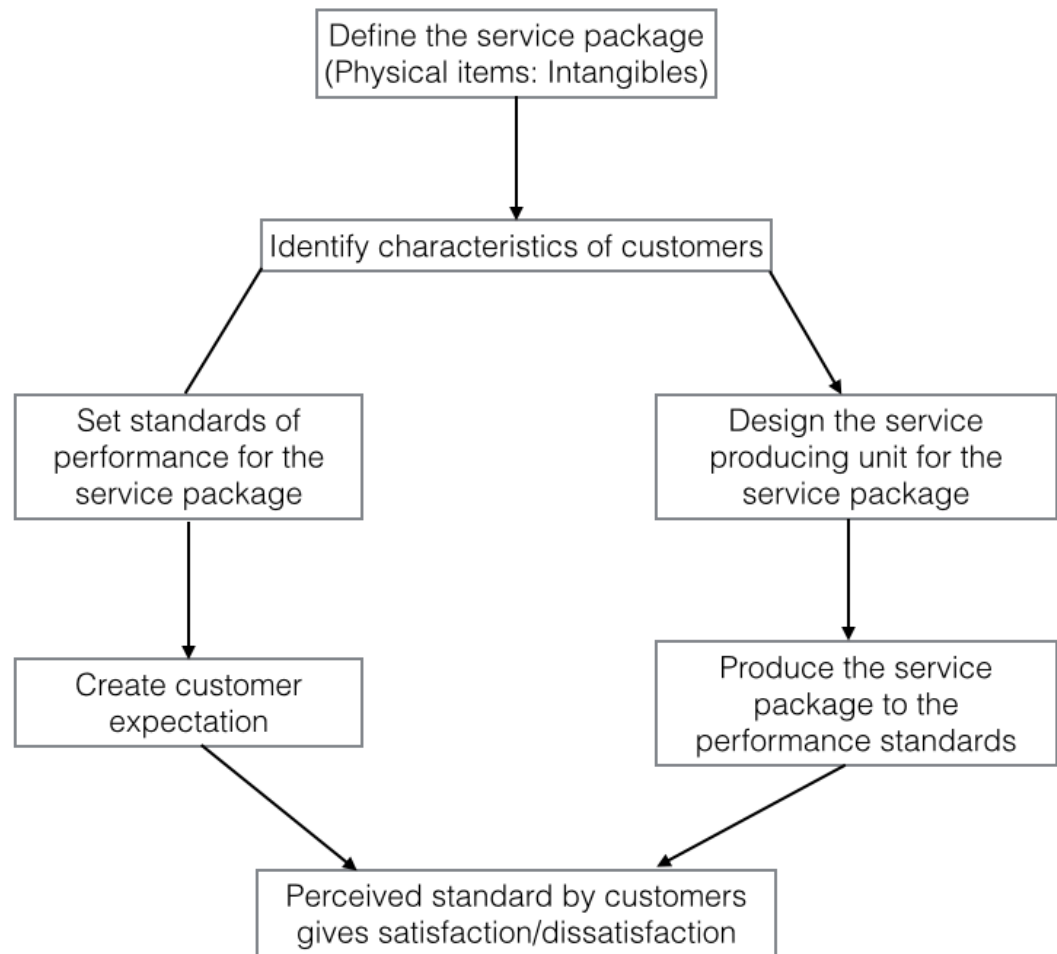 Define the service package
(Physical items: Intangibles)
Identify characteristics of customers
Set standards of
performance for the
service package
Design the service
producing unit for the
service package
Create customer
expectation
Produce the service
package to the
performance standards
Perceived standard by customers
gives satisfaction/dissatisfaction